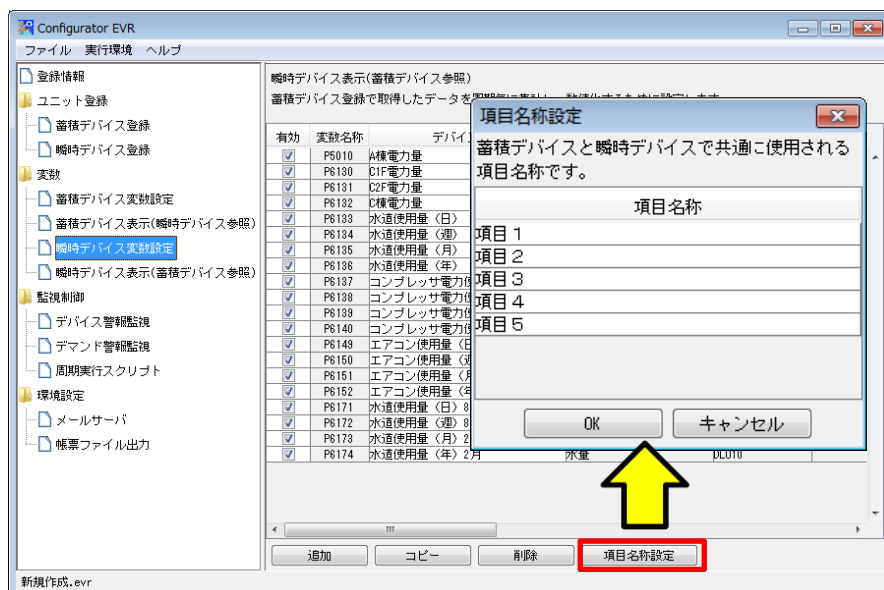 Configurator EVR
ファイル 実行環境 ヘルプ
登録情報
ユニット登録
蓄積デバイス登録
瞬時デバイス登録
変数
蓄積デバイス変数設定
蓄積デバイス表示(瞬時デバイス参照)
瞬時デバイス変数設定
瞬時デバイス表示(蓄積デバイス参照)
監視制御
デバイス警報監視
デマンド警報監視
周期実行スクリプト
環境設定
メールサーバ
帳票ファイル出力
瞬時デバイス表示(蓄積デバイス参照)
蓄積デバイス登録で取得したデータを
有効 変数名称 デバイ
P5010 A棟電力量
P6130 C1F電力量
P6131 C2F電力量
P6132 C棟電力量
P6133 水道使用量（日）
P6134 水道使用量（週）
P6135 水道使用量（月）
P6136 水道使用量（年）
P6137 コンプレッサ電力使
P6138 コンプレッサ電力使
P6139 コンプレッサ電力使
P6140 コンプレッサ電力使
P6149 エアコン使用量（日
P6150 エアコン使用量（週
P6151 エアコン使用量（月
P6152 エアコン使用量（年
P6171 水道使用量（日）8
P6172 水道使用量（週）8
P6173 水道使用量（月）2
P6174 水道使用量（年）2月 水量 DL010
項目名称設定
蓄積デバイスと瞬時デバイスで共通に使用される
項目名称です。
項目名称
項目１
項目２
項目３
項目４
項目５
OK キャンセル
追加 コピー 削除 項目名称設定
新規作成.evr